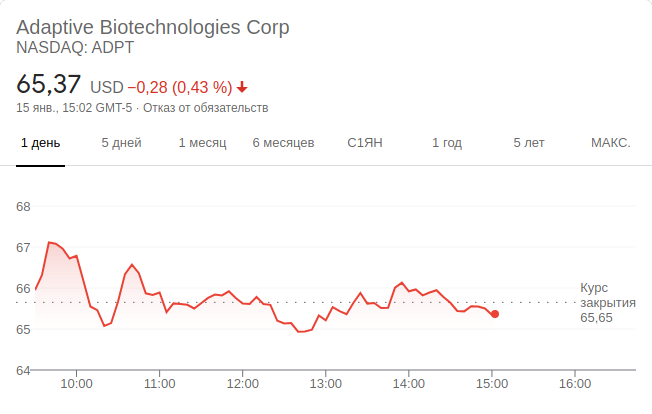 Adaptive Biotechnologies Corp
NASDAQ: ADPT
65,37 USD −0,28 (0,43 %)
15 янв., 15:02 GMT-5 · Отказ от обязательств
1 день 5 дней 1 месяц 6 месяцев С1ЯН 1 год 5 лет МАКС.
68
67
66
65
64
Курс
закрытия
65,65
10:00 11:00 12:00 13:00 14:00 15:00 16:00